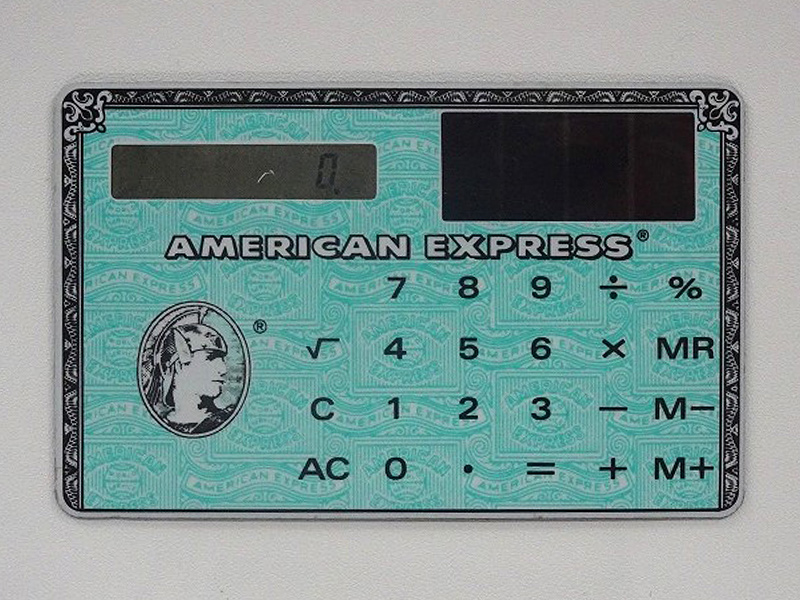 0.
AMERICAN EXPRESS®
7 8 9 ÷ %
®
√ 4 5 6 × MR
C 1 2 3 − M−
AC 0 · = + M+